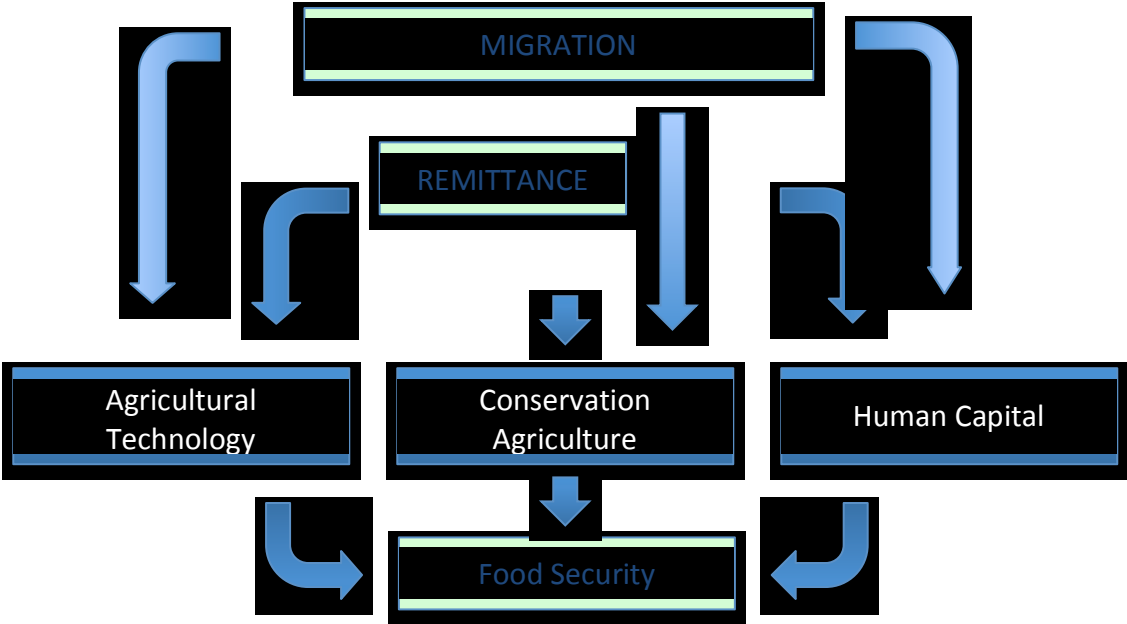 MIGRATION
REMITTANCE
Agricultural
Technology
Conservation
Agriculture
Human Capital
Food Security